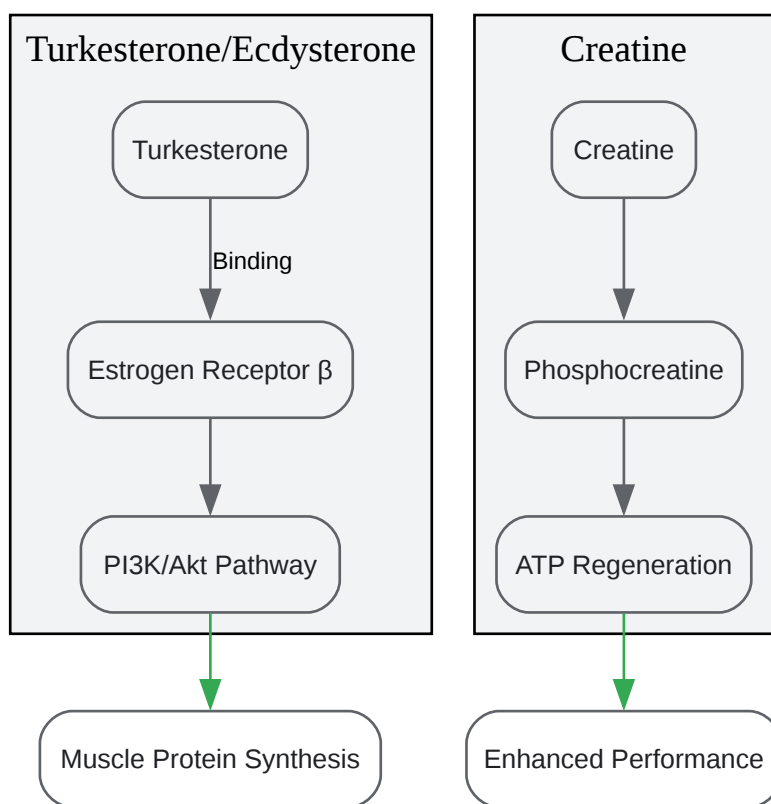 Turkesterone/Ecdysterone
Turkesterone
Binding
Estrogen Receptor β
PI3K/Akt Pathway
Muscle Protein Synthesis
Creatine
Creatine
Phosphocreatine
ATP Regeneration
Enhanced Performance